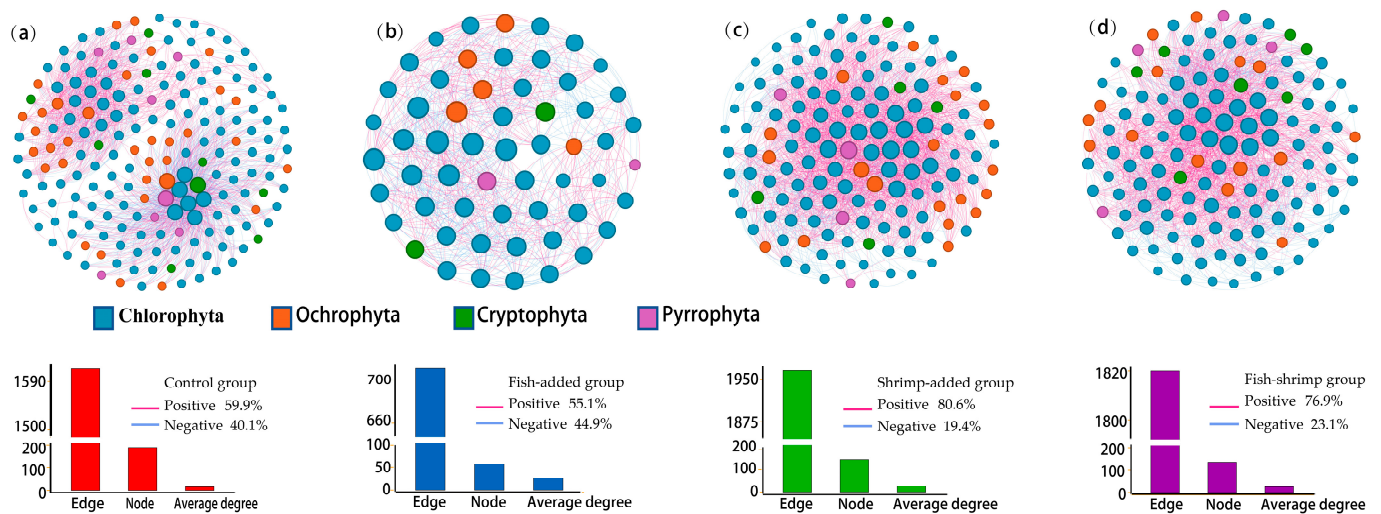 (a)
(b)
(c)
(d)
Chlorophyta
Ochrophyta
Cryptophyta
Pyrrophyta
1590
1500
200
100
0
Control group
Positive 59.9%
Negative 40.1%
Edge Node Average degree
700
660
100
50
0
Fish-added group
Positive 55.1%
Negative 44.9%
Edge Node Average degree
1950
1875
200
100
0
Shrimp-added group
Positive 80.6%
Negative 19.4%
Edge Node Average degree
1820
1800
200
100
0
Fish-shrimp group
Positive 76.9%
Negative 23.1%
Edge Node Average degree